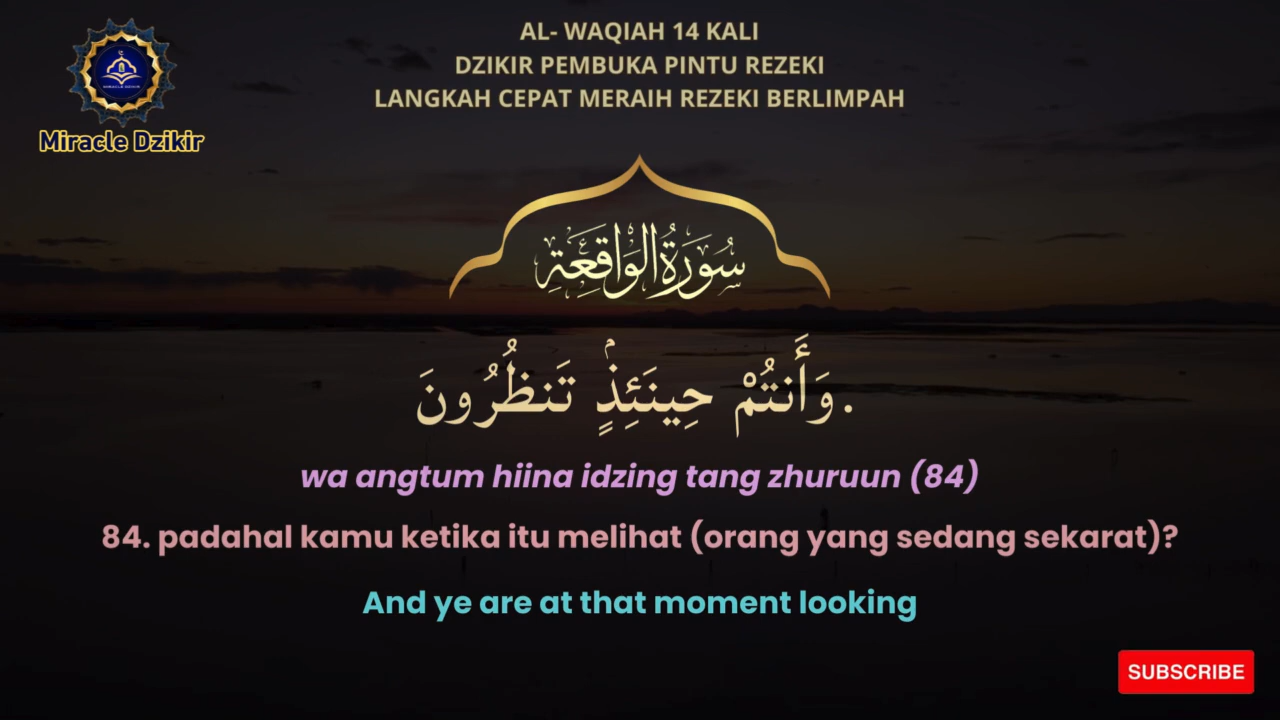 AL- WAQIAH 14 KALI
DZIKIR PEMBUKA PINTU REZEKI
LANGKAH CEPAT MERAIH REZEKI BERLIMPAH
Miracle Dzikir
سُورَةُ الوَاقِعَةِ
وَأَنتُمْ حِينَئِذٍ تَنظُرُونَ.
wa angtum hiina idzing tang zhuruun (84)
84. padahal kamu ketika itu melihat (orang yang sedang sekarat)?
And ye are at that moment looking
SUBSCRIBE